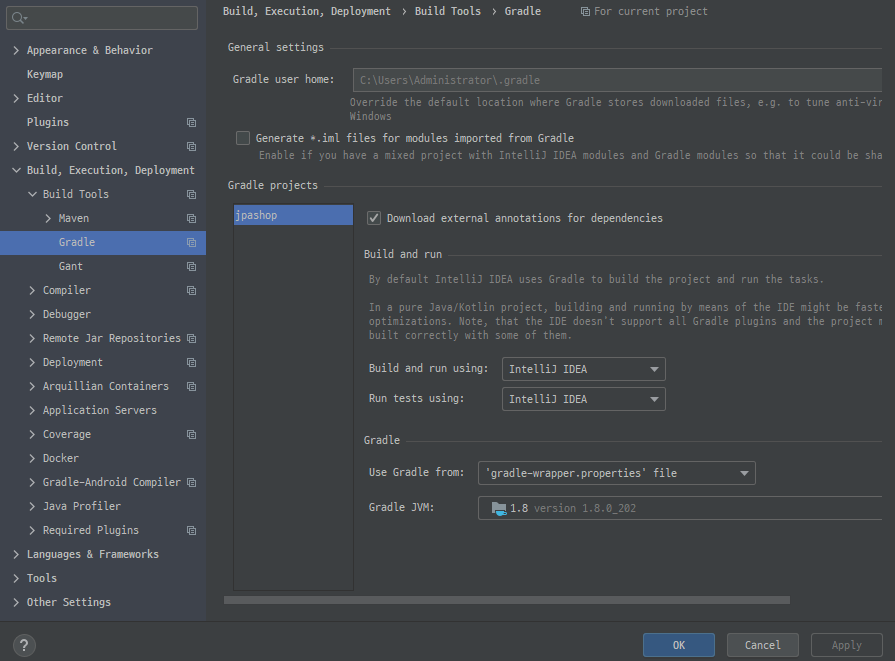 Appearance & Behavior
Keymap
Editor
Plugins
Version Control
Build, Execution, Deployment
Build Tools
Maven
Gradle
Gant
Compiler
Debugger
Remote Jar Repositories
Deployment
Arquillian Containers
Application Servers
Coverage
Docker
Gradle-Android Compiler
Java Profiler
Required Plugins
Languages & Frameworks
Tools
Other Settings
Build, Execution, Deployment › Build Tools › Gradle For current project
General settings
Gradle user home: C:\Users\Administrator\.gradle
Override the default location where Gradle stores downloaded files, e.g. to tune anti-vir
Windows
Generate *.iml files for modules imported from Gradle
Enable if you have a mixed project with IntelliJ IDEA modules and Gradle modules so that it could be sha
Gradle projects
jpashop
Download external annotations for dependencies
Build and run
By default IntelliJ IDEA uses Gradle to build the project and run the tasks.
In a pure Java/Kotlin project, building and running by means of the IDE might be faste
optimizations. Note, that the IDE doesn't support all Gradle plugins and the project m
built correctly with some of them.
Build and run using: IntelliJ IDEA
Run tests using: IntelliJ IDEA
Gradle
Use Gradle from: 'gradle-wrapper.properties' file
Gradle JVM: 1.8 version 1.8.0_202
? OK Cancel Apply